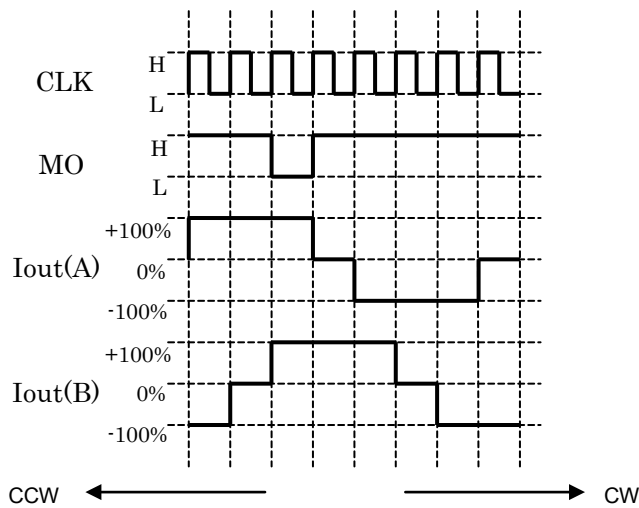 CLK
H
L
MO
H
L
Iout(A)
+100%
0%
-100%
Iout(B)
+100%
0%
-100%
CCW
CW